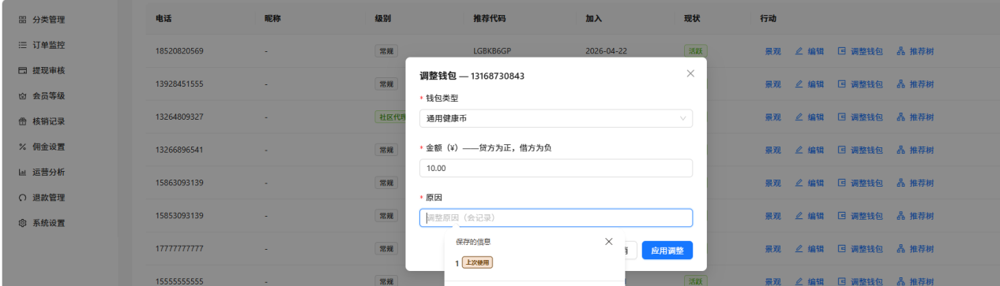 分类管理
订单监控
提现审核
会员等级
核销记录
佣金设置
运营分析
退款管理
系统设置
电话 昵称 级别 推荐代码 加入 现状 行动
18520820569 - 常规 LGBKB6GP 2026-04-22 活跃 景观 编辑 调整钱包 推荐树
13928451555 - 常规 景观 编辑 调整钱包 推荐树
13264809327 - 社区代理 景观 编辑 调整钱包 推荐树
13266896541 - 常规 景观 编辑 调整钱包 推荐树
15863093139 - 常规 景观 编辑 调整钱包 推荐树
15853093139 - 常规 景观 编辑 调整钱包 推荐树
17777777777 - 常规 景观 编辑 调整钱包 推荐树
15555555555 - 常规 活跃 景观 编辑 调整钱包 推荐树
调整钱包 — 13168730843
* 钱包类型
通用健康币
* 金额（¥）——贷方为正，借方为负
10.00
* 原因
调整原因（会记录）
保存的信息
1 上次使用
应用调整